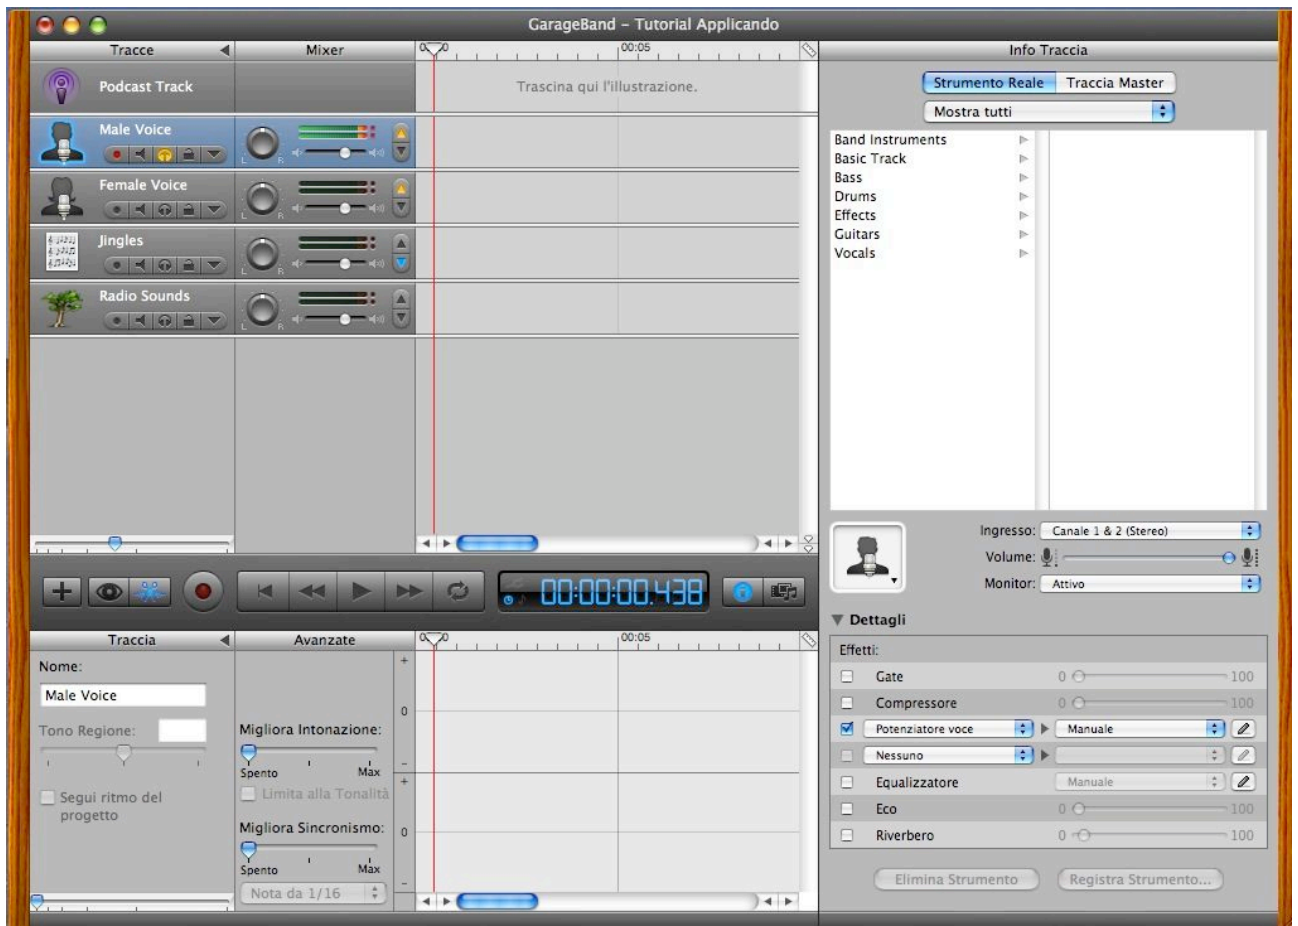 GarageBand – Tutorial Applicando
Tracce
Mixer
00:05
Info Traccia
Podcast Track
Trascina qui l'illustrazione.
Strumento Reale
Traccia Master
Mostra tutti
Male Voice
L R
Band Instruments
Basic Track
Bass
Drums
Effects
Guitars
Vocals
Female Voice
L R
Jingles
L R
Radio Sounds
L R
Ingresso: Canale 1 & 2 (Stereo)
Volume:
Monitor: Attivo
00:00:00.438
Dettagli
Traccia
Avanzate
00:05
Nome:
Male Voice
Tono Regione:
Segui ritmo del
progetto
Migliora Intonazione:
Spento Max
Limita alla Tonalità
Migliora Sincronismo:
Spento Max
Nota da 1/16
+
0
-
+
0
-
Effetti:
Gate 0 100
Compressore 0 100
Potenziatore voce Manuale
Nessuno
Equalizzatore Manuale
Eco 0 100
Riverbero 0 100
Elimina Strumento
Registra Strumento...